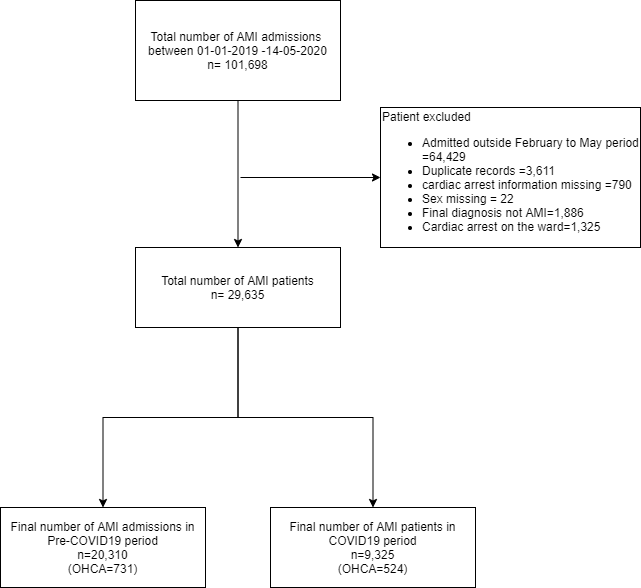 Total number of AMI admissions
between 01-01-2019 -14-05-2020
n= 101,698
Patient excluded
Admitted outside February to May period
=64,429
Duplicate records =3,611
cardiac arrest information missing =790
Sex missing = 22
Final diagnosis not AMI=1,886
Cardiac arrest on the ward=1,325
Total number of AMI patients
n= 29,635
Final number of AMI admissions in
Pre-COVID19 period
n=20,310
(OHCA=731)
Final number of AMI patients in
COVID19 period
n=9,325
(OHCA=524)